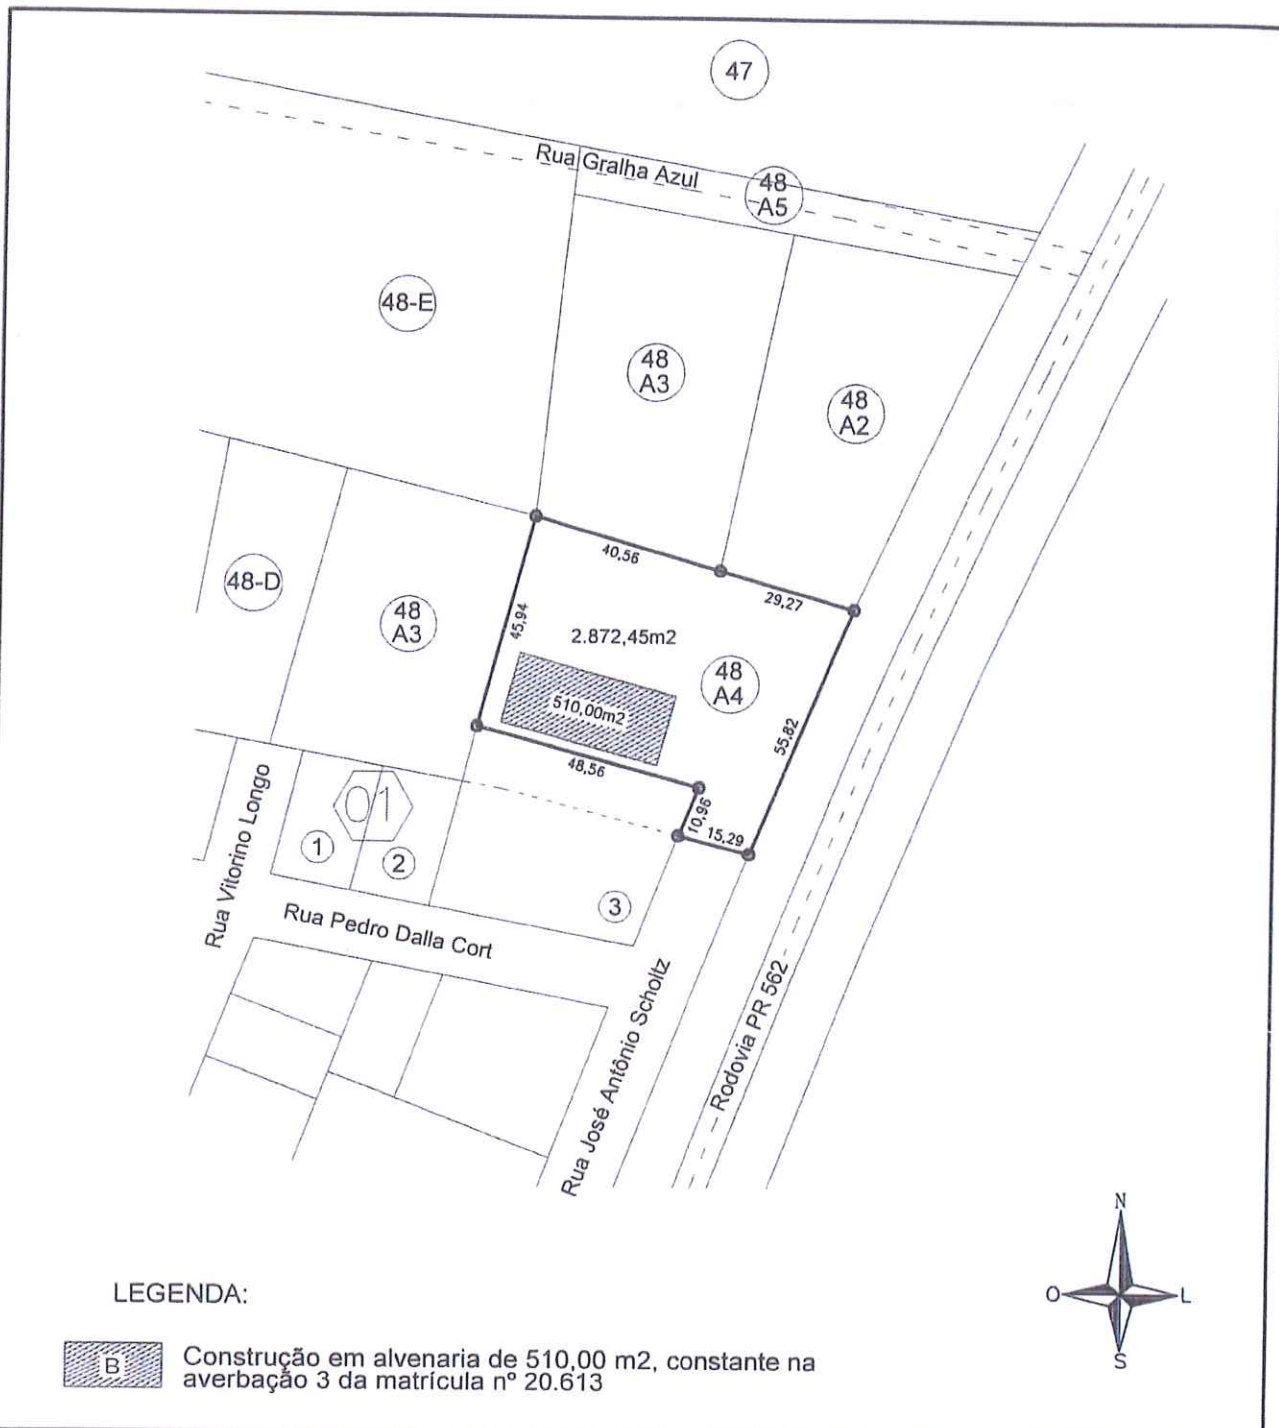 47
Rua Gralha Azul
48
A5
48-E
48
A3
48
A2
40,56
29,27
48-D
48
A3
45,94
2.872,45m2
48
A4
510,00m2
55,82
48,56
10,96
15,29
01
1
2
3
Rua Vitorino Longo
Rua Pedro Dalla Cort
Rua José Antônio Scholtz
Rodovia PR 562
N
O
L
S
LEGENDA:
B
Construção em alvenaria de 510,00 m2, constante na
averbação 3 da matrícula nº 20.613